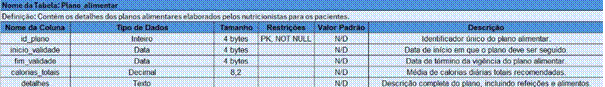 Nome da Tabela: Plano_alimentar
Definição: Contém os detalhes dos planos alimentares elaborados pelos nutricionistas para os pacientes.
Nome da Coluna Tipo de Dados Tamanho Restrições Valor Padrão Descrição
id_plano Inteiro 4 bytes PK, NOT NULL N/D Identificador único do plano alimentar.
inicio_validade Data 4 bytes N/D Data de início em que o plano deve ser seguido
fim_validade Data 4 bytes N/D Data de término da vigência do plano alimentar.
calorias_totais Decimal 8,2 N/D Média de calorias diárias totais recomendadas.
detalhes Texto N/D Descrição completa do plano, incluindo refeições e alimentos.